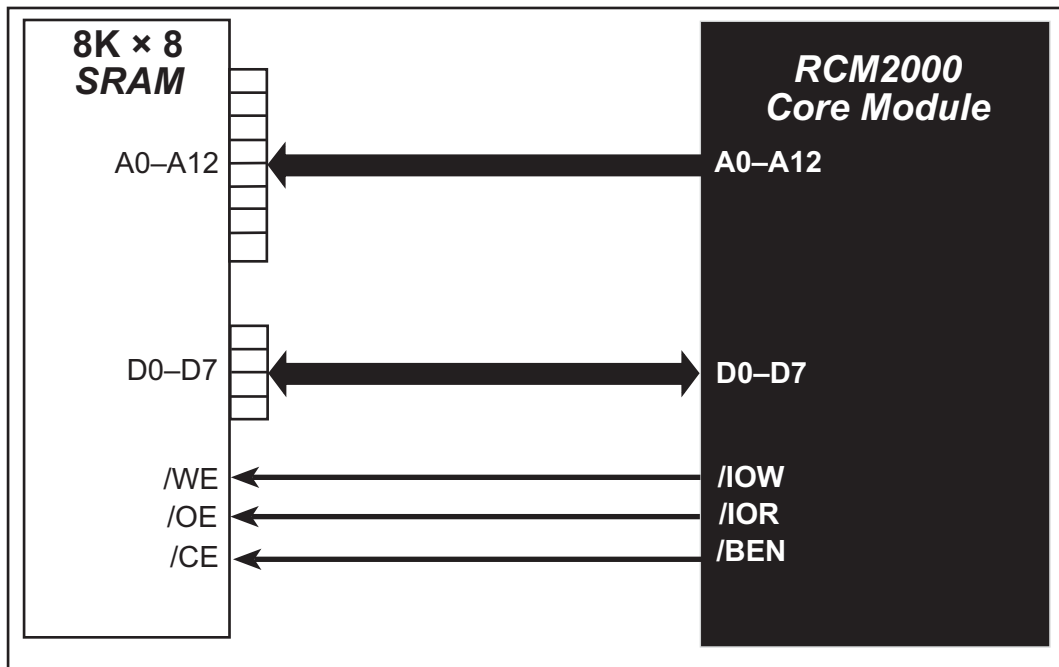 8K × 8
SRAM
RCM2000
Core Module
A0–A12
A0–A12
D0–D7
D0–D7
/WE
/IOW
/OE
/IOR
/CE
/BEN